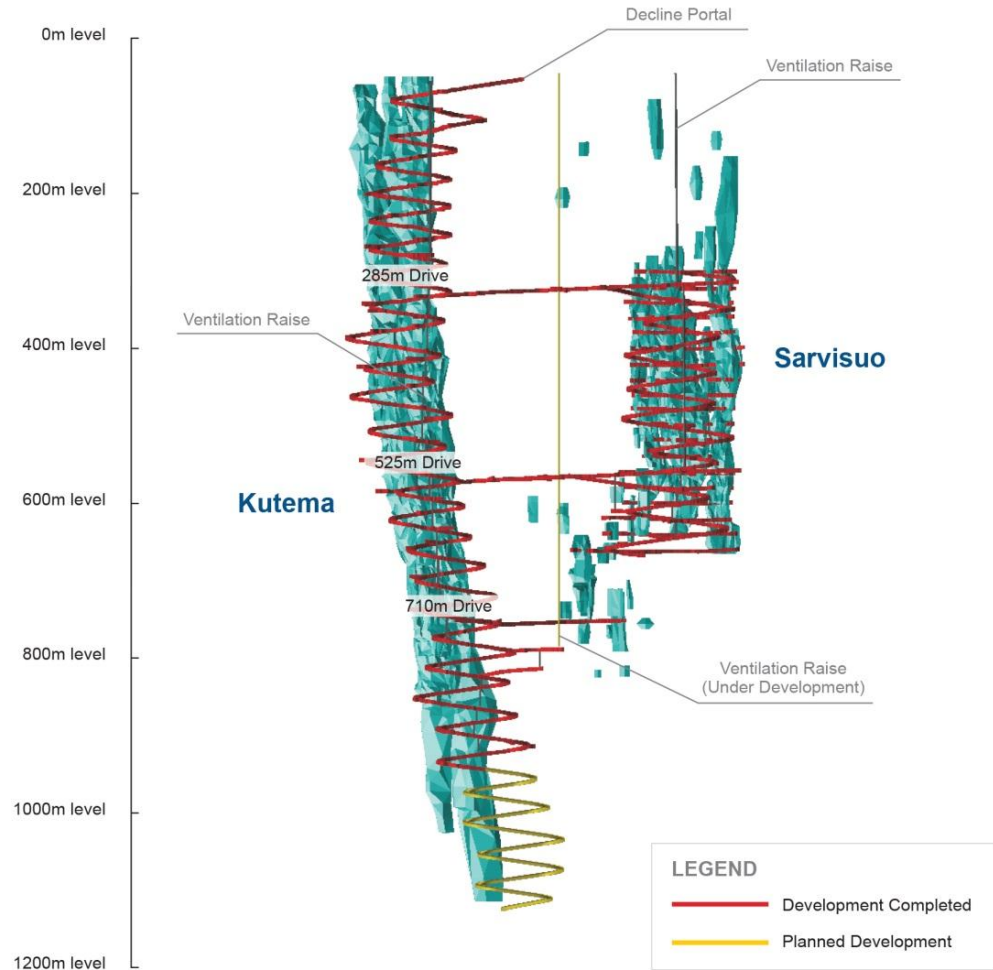 Decline Portal
0m level
Ventilation Raise
200m level
285m Drive
Ventilation Raise
400m level
Sarvisuo
525m Drive
Kutema
600m level
710m Drive
800m level
Ventilation Raise
(Under Development)
1000m level
LEGEND
Development Completed
Planned Development
1200m level